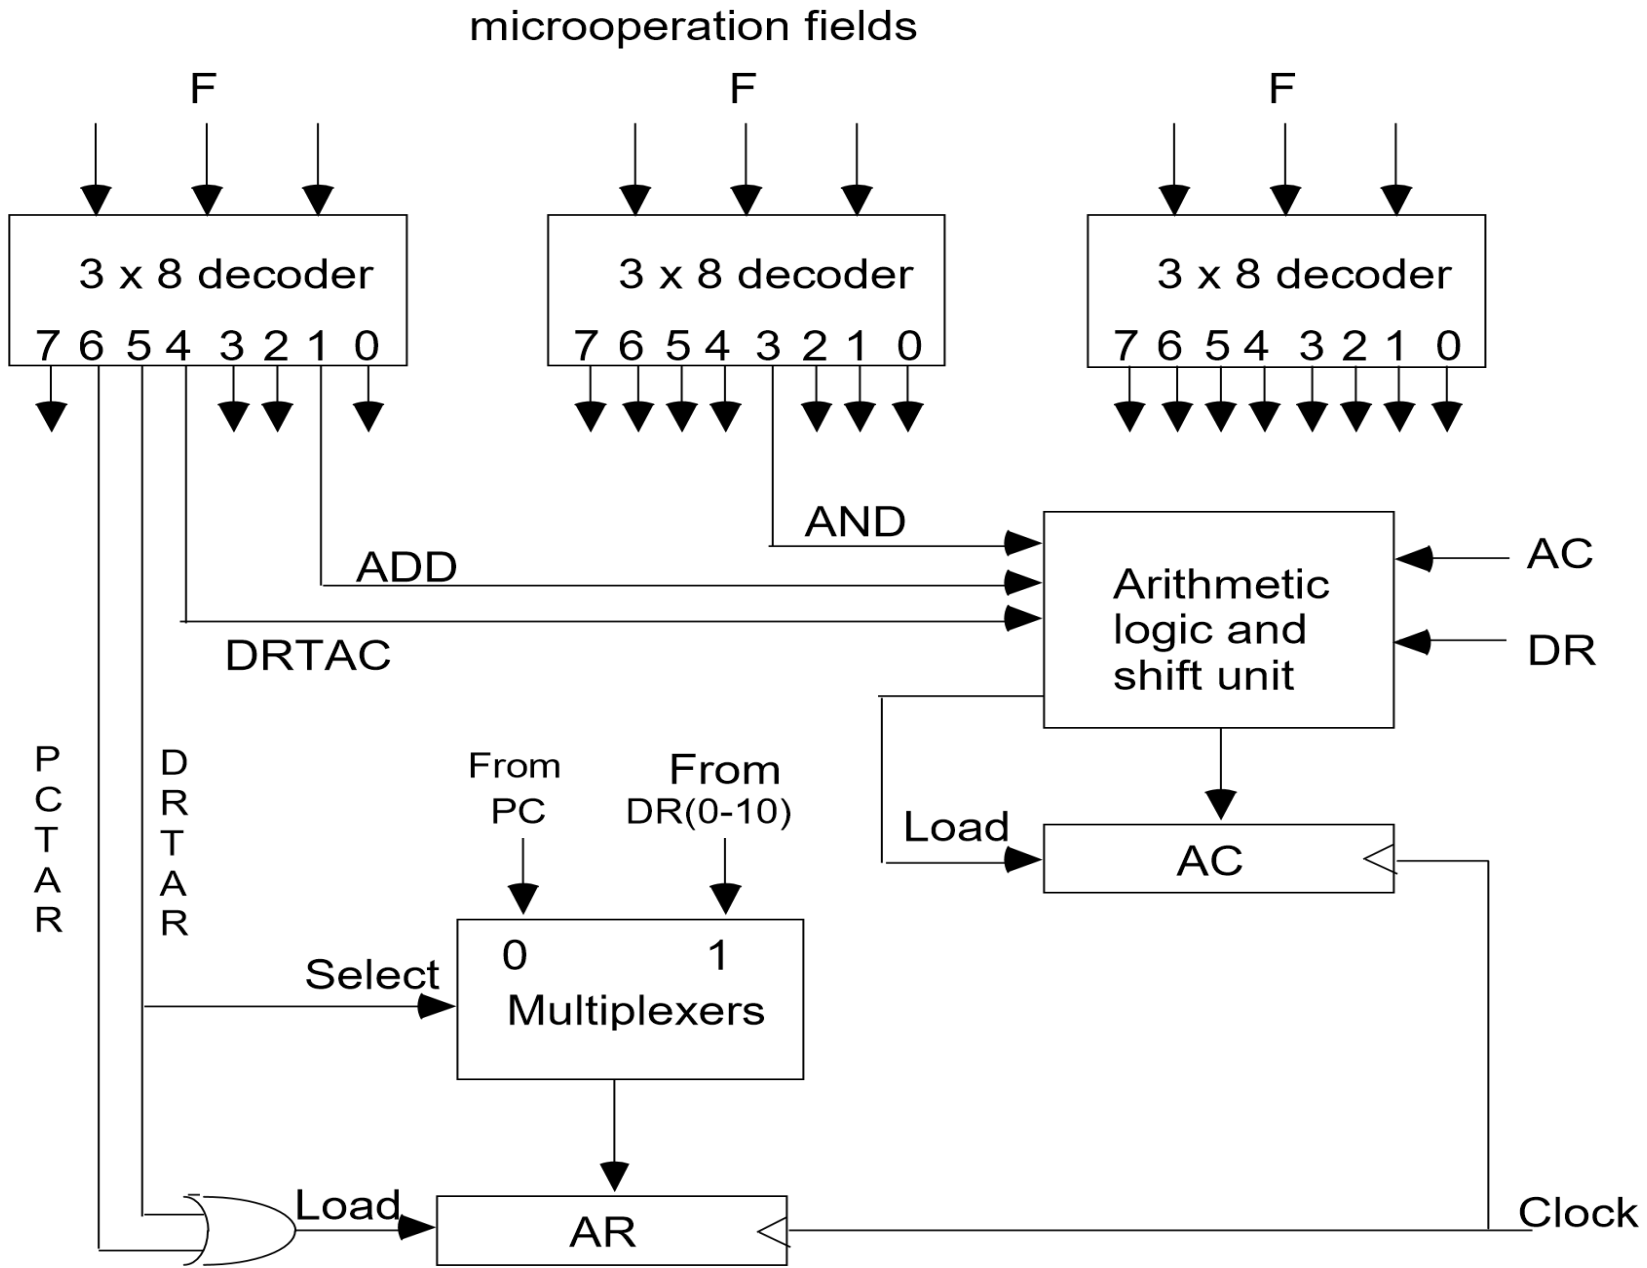 microoperation fields
F F F
3 x 8 decoder 3 x 8 decoder 3 x 8 decoder
7 6 5 4 3 2 1 0 7 6 5 4 3 2 1 0 7 6 5 4 3 2 1 0
AND
ADD
DRTAC
Arithmetic
logic and
shift unit
AC
DR
PCTAR
DRTAR
From
PC
From
DR(0-10)
Load
AC
0 1
Select
Multiplexers
Load
AR
Clock